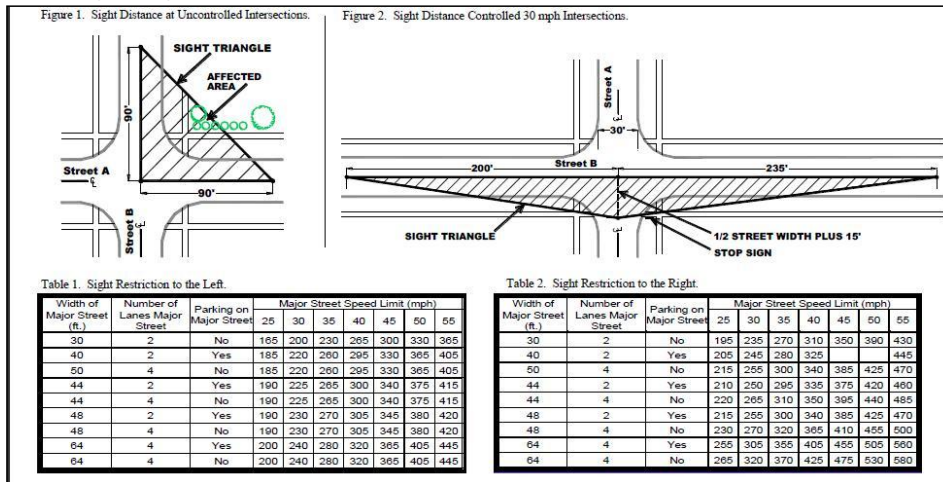 Figure 1. Sight Distance at Uncontrolled Intersections.
Figure 2. Sight Distance Controlled 30 mph Intersections.
SIGHT TRIANGLE
AFFECTED
AREA
90'
Street A
90'
Street B
Street A
30'
Street B
200'
235'
SIGHT TRIANGLE
1/2 STREET WIDTH PLUS 15'
STOP SIGN
Table 1. Sight Restriction to the Left.
Width of Major Street (ft.) Number of Lanes Major Street Parking on Major Street Major Street Speed Limit (mph)
25 30 35 40 45 50 55
30 2 No 165 200 230 265 300 330 365
40 2 Yes 185 220 260 295 330 365 405
50 4 No 185 220 260 295 330 365 405
44 2 Yes 190 225 265 300 340 375 415
44 4 No 190 225 265 300 340 375 415
48 2 Yes 190 230 270 305 345 380 420
48 4 No 190 230 270 305 345 380 420
64 4 Yes 200 240 280 320 365 405 445
64 4 No 200 240 280 320 365 405 445
Table 2. Sight Restriction to the Right.
Width of Major Street (ft.) Number of Lanes Major Street Parking on Major Street Major Street Speed Limit (mph)
25 30 35 40 45 50 55
30 2 No 195 235 270 310 350 390 430
40 2 Yes 205 245 280 325 445
50 4 No 215 255 300 340 385 425 470
44 2 Yes 210 250 295 335 375 420 460
44 4 No 220 265 310 350 395 440 485
48 2 Yes 215 255 300 340 385 425 470
48 4 No 230 270 320 365 410 455 500
64 4 Yes 255 305 355 405 455 505 560
64 4 No 265 320 370 425 475 530 580